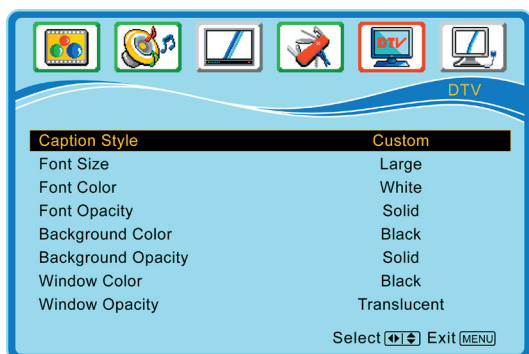 DTV
DTV
Caption Style Custom
Font Size Large
Font Color White
Font Opacity Solid
Background Color Black
Background Opacity Solid
Window Color Black
Window Opacity Translucent
Select Exit MENU